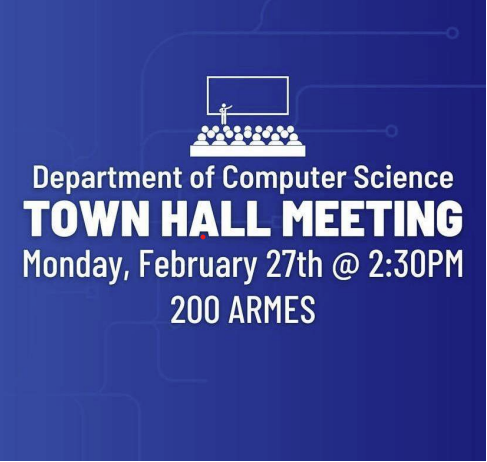 Department of Computer Science
TOWN HALL MEETING
Monday, February 27th @ 2:30PM
200 ARMES